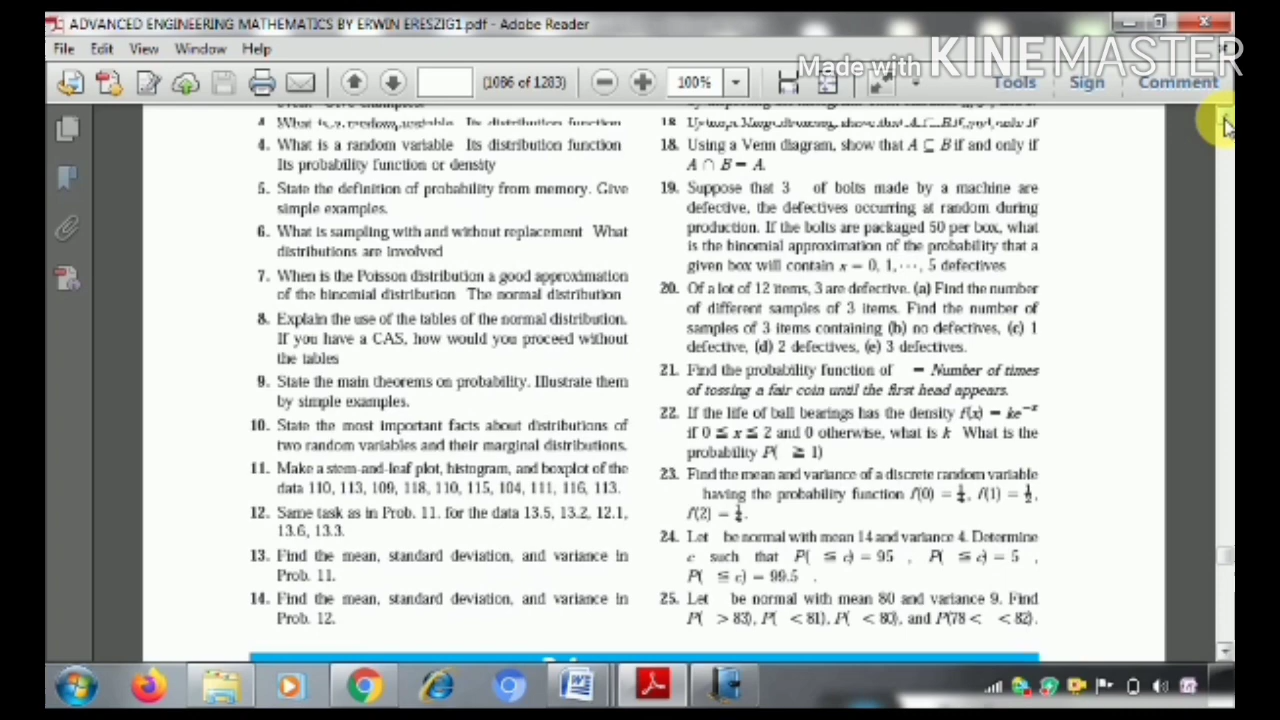 ADVANCED ENGINEERING MATHEMATICS BY ERWIN ERESZIG1.pdf - Adobe Reader
File Edit View Window Help
Made with KINEMASTER
(1086 of 1283) 100% Tools Sign Comment
4. What is a random variable Its distribution function
Its probability function or density
5. State the definition of probability from memory. Give
simple examples.
6. What is sampling with and without replacement What
distributions are involved
7. When is the Poisson distribution a good approximation
of the binomial distribution The normal distribution
8. Explain the use of the tables of the normal distribution.
If you have a CAS, how would you proceed without
the tables
9. State the main theorems on probability. Illustrate them
by simple examples.
10. State the most important facts about distributions of
two random variables and their marginal distributions.
11. Make a stem-and-leaf plot, histogram, and boxplot of the
data 110, 113, 109, 118, 110, 115, 104, 111, 116, 113.
12. Same task as in Prob. 11. for the data 13.5, 13.2, 12.1,
13.6, 13.3.
13. Find the mean, standard deviation, and variance in
Prob. 11.
14. Find the mean, standard deviation, and variance in
Prob. 12.
18. Using a Venn diagram, show that A ⊆ B if and only if
A ∩ B = A.
19. Suppose that 3 of bolts made by a machine are
defective, the defectives occurring at random during
production. If the bolts are packaged 50 per box, what
is the binomial approximation of the probability that a
given box will contain x = 0, 1, ⋯, 5 defectives
20. Of a lot of 12 items, 3 are defective. (a) Find the number
of different samples of 3 items. Find the number of
samples of 3 items containing (b) no defectives, (c) 1
defective, (d) 2 defectives, (e) 3 defectives.
21. Find the probability function of = Number of times
of tossing a fair coin until the first head appears.
22. If the life of ball bearings has the density f(x) = ke⁻ˣ
if 0 ≦ x ≦ 2 and 0 otherwise, what is k What is the
probability P( ≧ 1)
23. Find the mean and variance of a discrete random variable
having the probability function f(0) = ¼, f(1) = ½,
f(2) = ¼.
24. Let be normal with mean 14 and variance 4. Determine
c such that P( ≦ c) = 95 , P( ≦ c) = 5 ,
P( ≦ c) = 99.5 .
25. Let be normal with mean 80 and variance 9. Find
P( > 83), P( < 81), P( < 80), and P(78 < < 82).